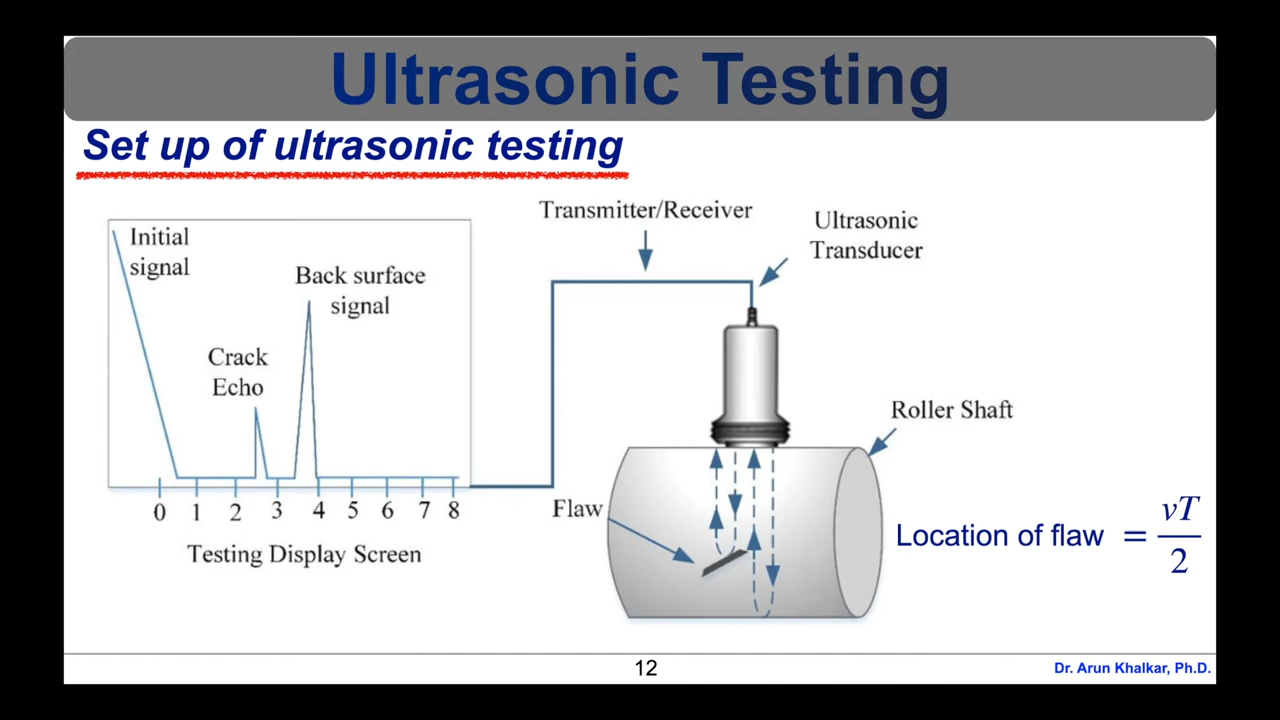 Ultrasonic Testing
Set up of ultrasonic testing
Initial
signal
Back surface
signal
Crack
Echo
0 1 2 3 4 5 6 7 8
Testing Display Screen
Transmitter/Receiver
Ultrasonic
Transducer
Roller Shaft
Flaw
Location of flaw = vT/2
12
Dr. Arun Khalkar, Ph.D.